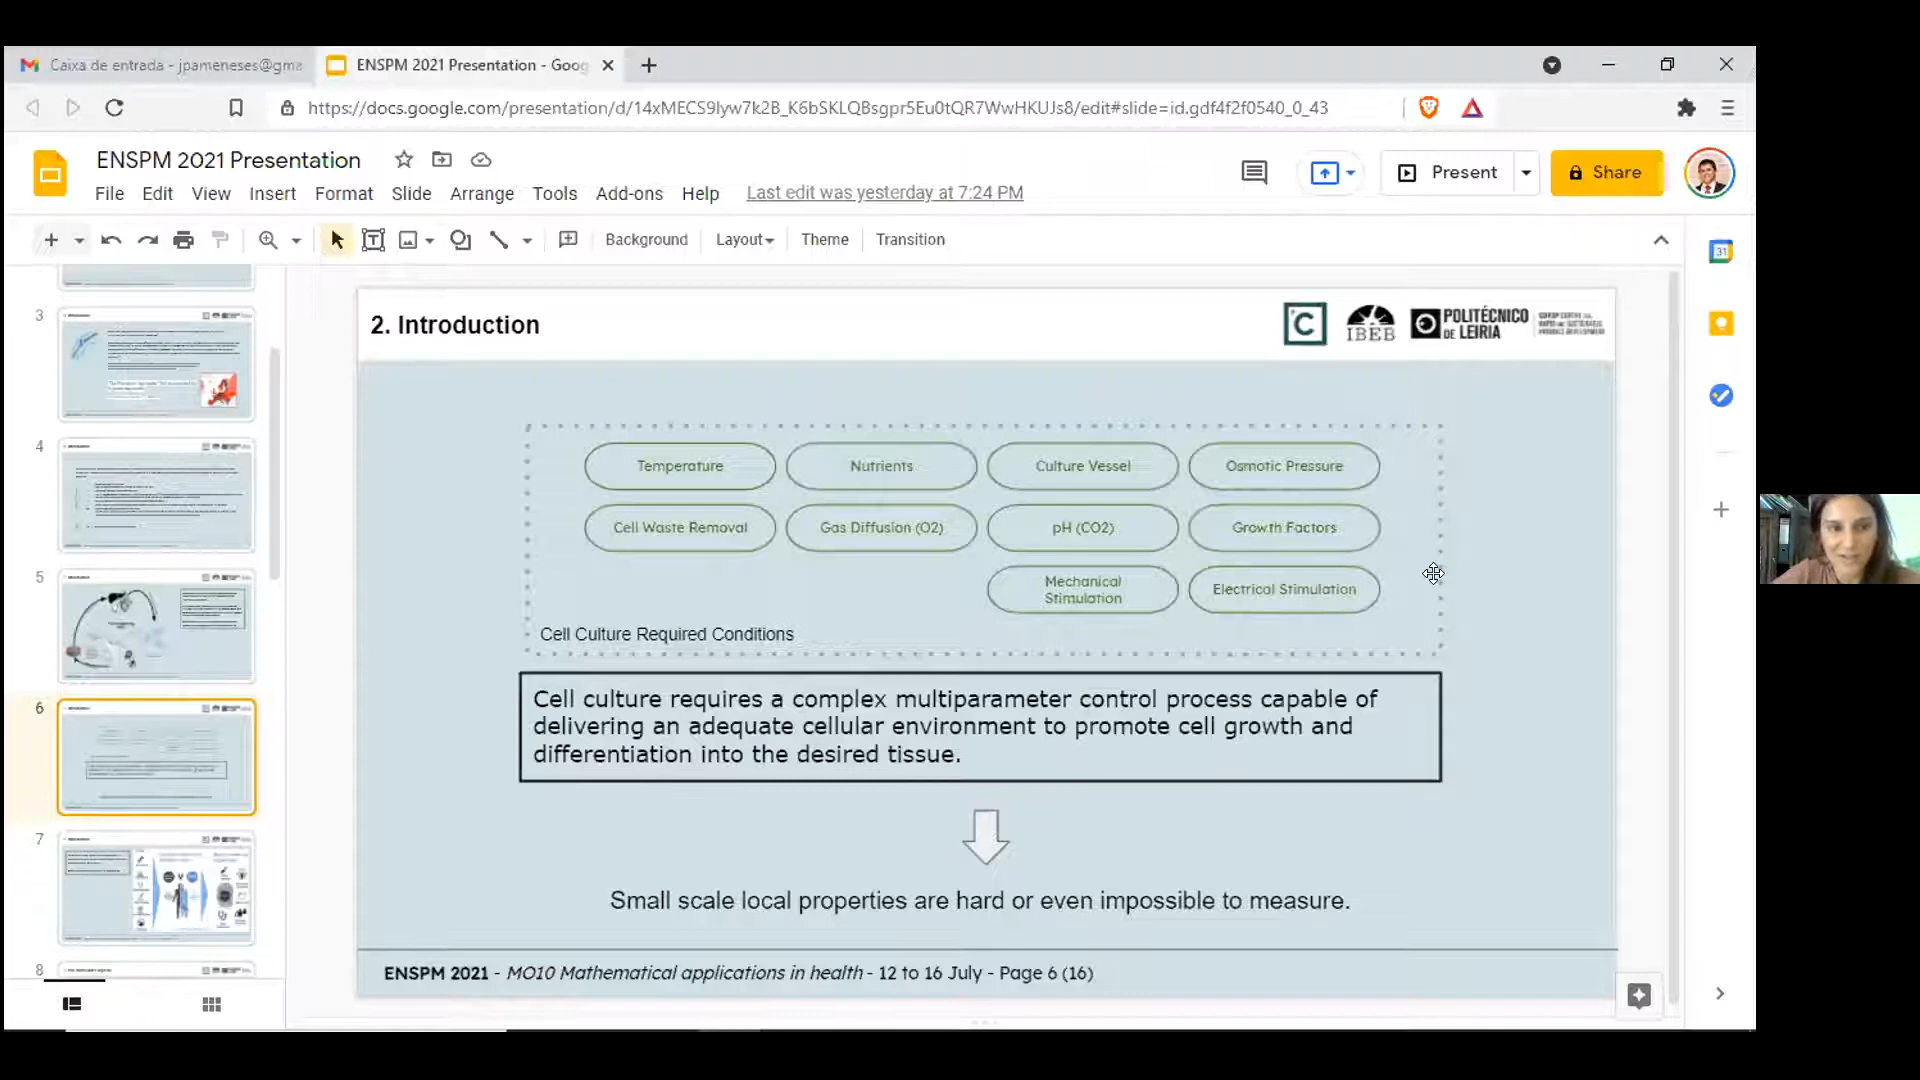 Caixa de entrada - jpameneses@gma
ENSPM 2021 Presentation - Goog
https://docs.google.com/presentation/d/14xMECS9lyw7k2B_K6bSKLQBsgpr5Eu0tQR7WwHKUJs8/edit#slide=id.gdf4f2f0540_0_43
ENSPM 2021 Presentation
File Edit View Insert Format Slide Arrange Tools Add-ons Help Last edit was yesterday at 7:24 PM
Present
Share
Background Layout Theme Transition
31
3
4
5
6
7
8
2. Introduction
C
IBEB
POLITÉCNICO
DE LEIRIA
Temperature Nutrients Culture Vessel Osmotic Pressure
Cell Waste Removal Gas Diffusion (O2) pH (CO2) Growth Factors
Mechanical
Stimulation
Electrical Stimulation
Cell Culture Required Conditions
Cell culture requires a complex multiparameter control process capable of
delivering an adequate cellular environment to promote cell growth and
differentiation into the desired tissue.
Small scale local properties are hard or even impossible to measure.
ENSPM 2021 - MO10 Mathematical applications in health - 12 to 16 July - Page 6 (16)